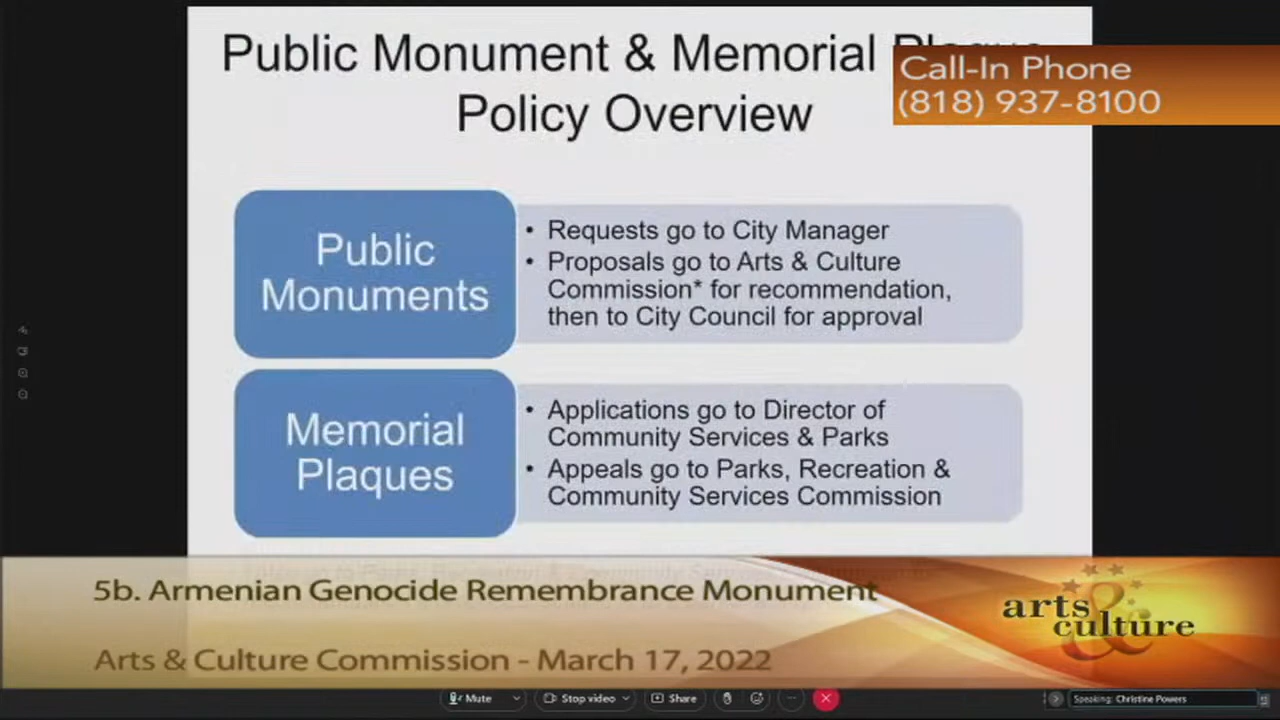 Public Monument & Memorial
Policy Overview
Call-In Phone
(818) 937-8100
Public
Monuments
• Requests go to City Manager
• Proposals go to Arts & Culture
Commission* for recommendation,
then to City Council for approval
Memorial
Plaques
• Applications go to Director of
Community Services & Parks
• Appeals go to Parks, Recreation &
Community Services Commission
5b. Armenian Genocide Remembrance Monument
Arts & Culture Commission - March 17, 2022
arts &
culture
Mute
Stop video
Share
Speaking: Christine Powers